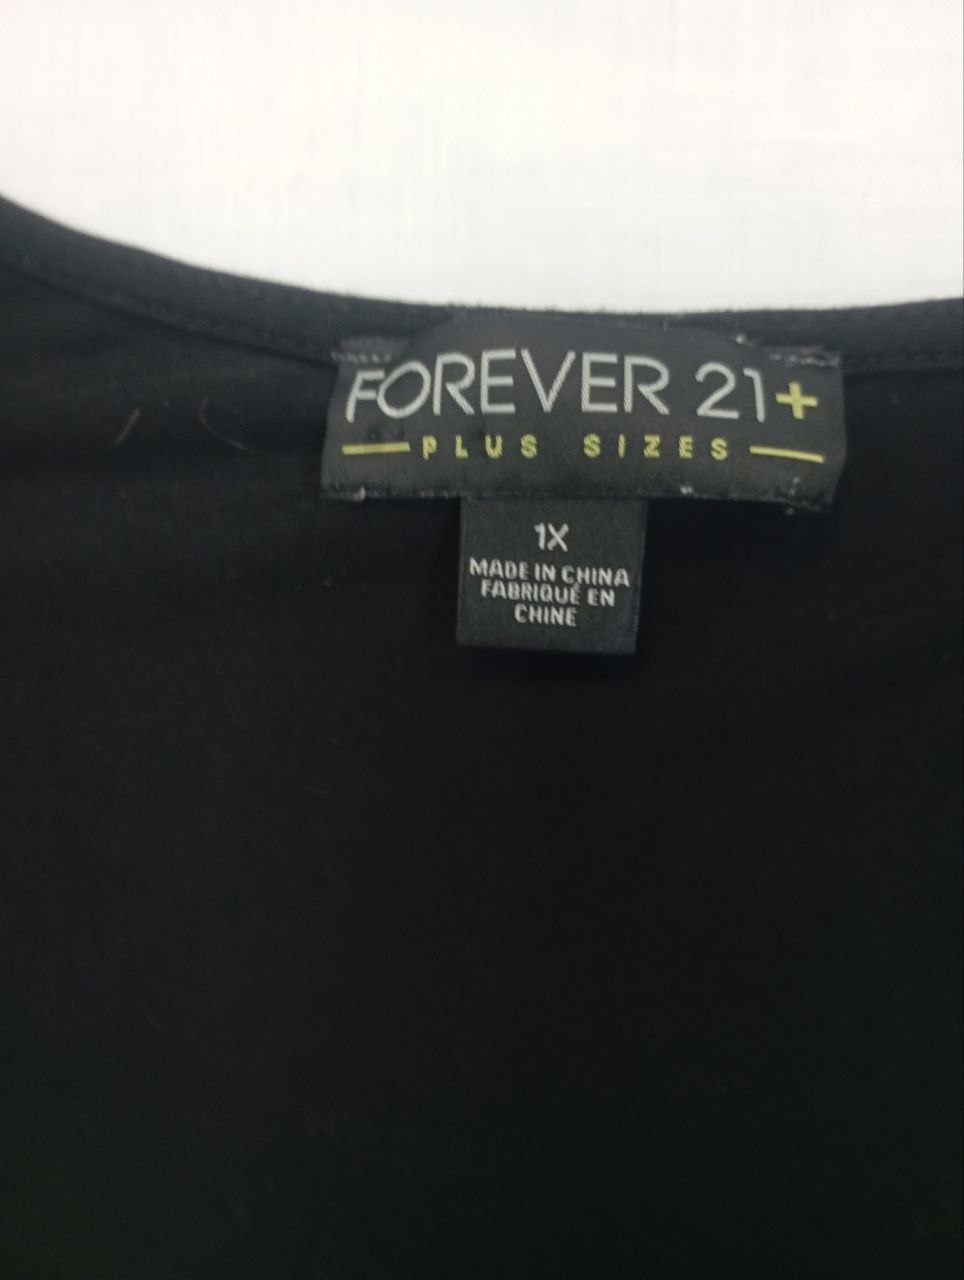 FOREVER 21+
PLUS SIZES
1X
MADE IN CHINA
FABRIQUÉ EN
CHINE